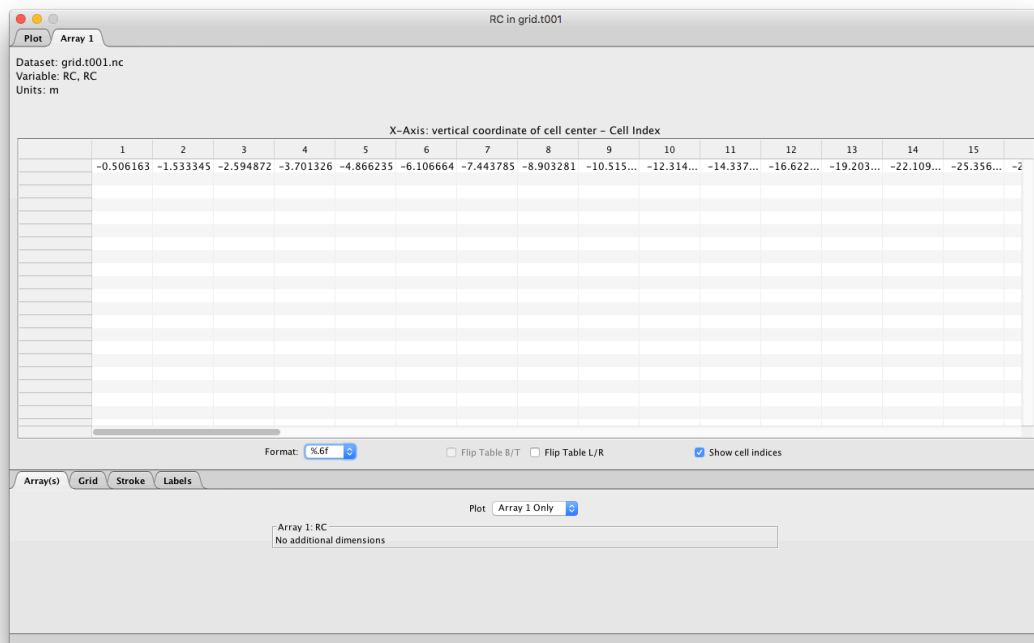 RC in grid.t001
Plot Array 1
Dataset: grid.t001.nc
Variable: RC, RC
Units: m
X-Axis: vertical coordinate of cell center – Cell Index
1 2 3 4 5 6 7 8 9 10 11 12 13 14 15
-0.506163 -1.533345 -2.594872 -3.701326 -4.866235 -6.106664 -7.443785 -8.903281 -10.515... -12.314... -14.337... -16.622... -19.203... -22.109... -25.356... -2
Format: %.6f Flip Table B/T Flip Table L/R Show cell indices
Array(s) Grid Stroke Labels
Plot Array 1 Only
Array 1: RC
No additional dimensions